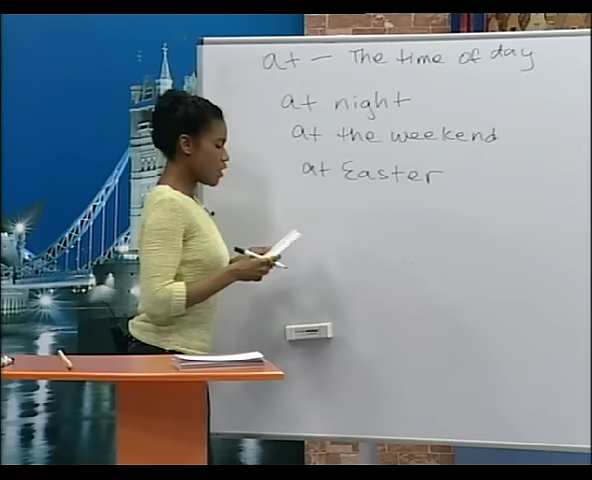 at – The time of day
at night
at the weekend
at Easter